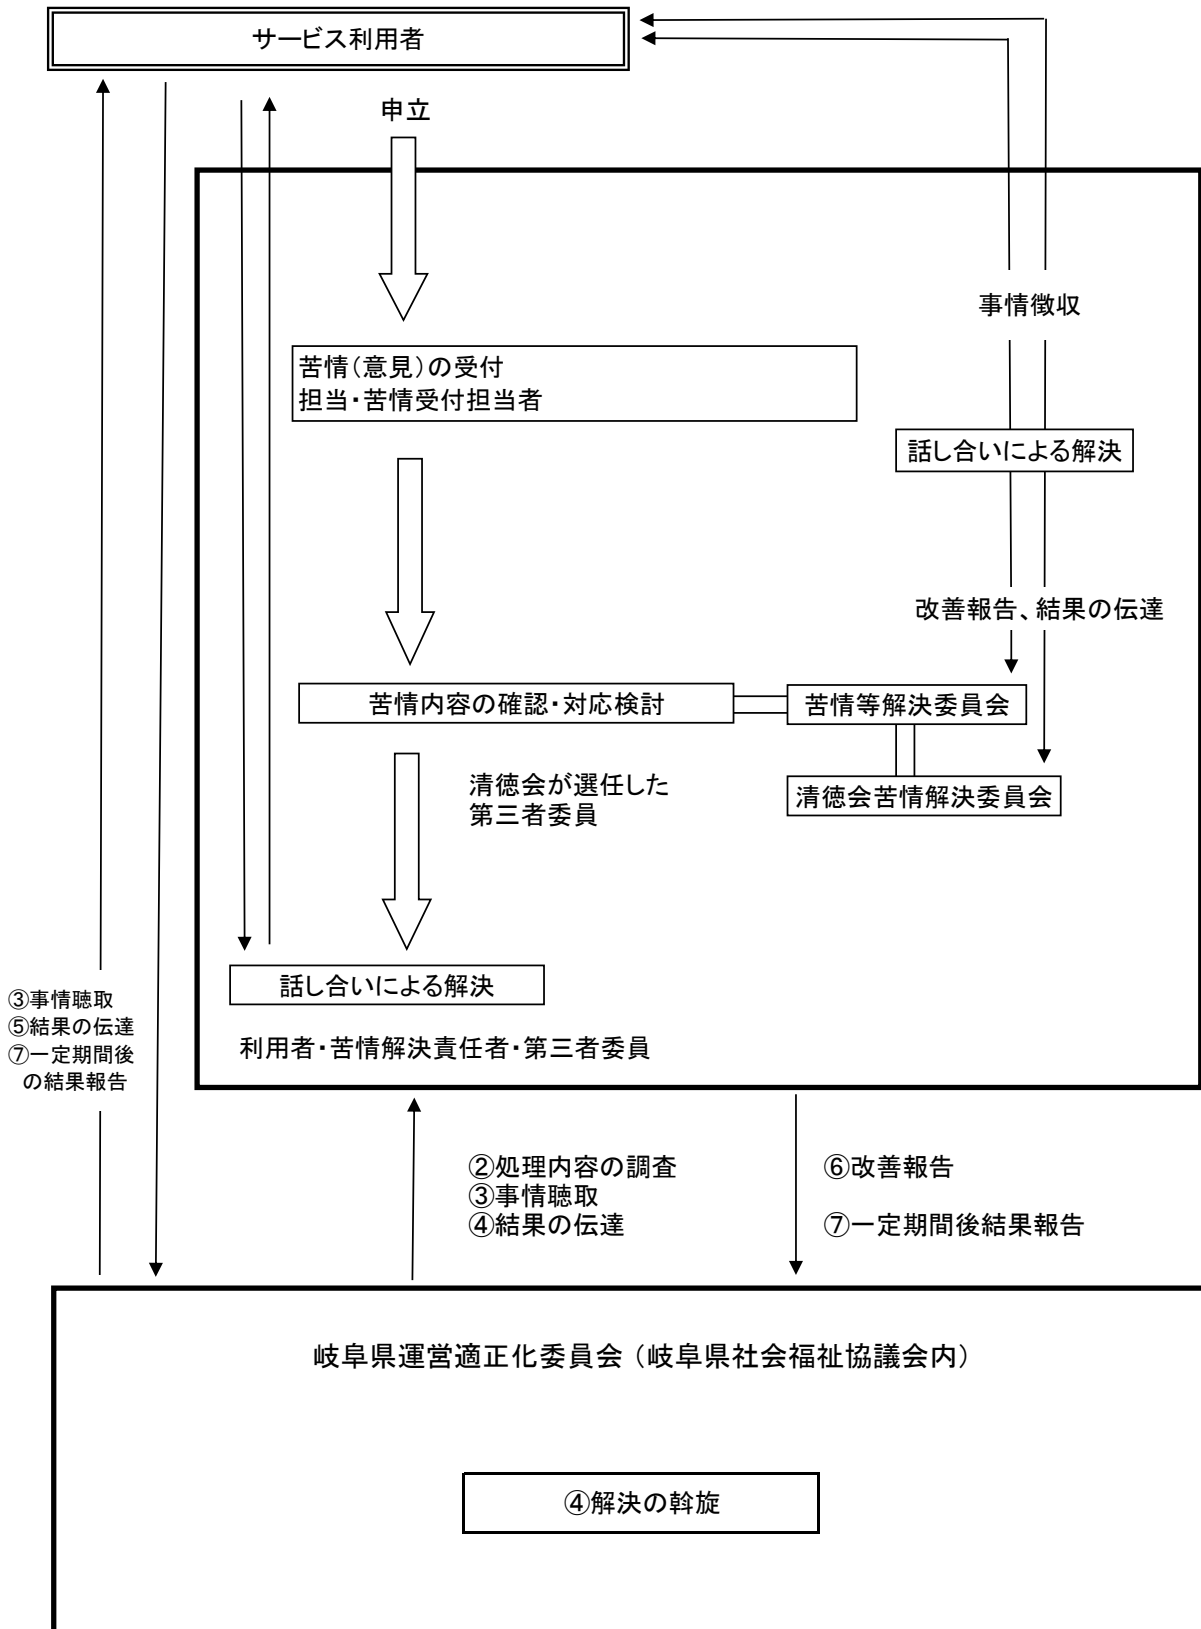 サービス利用者
申立
事情徴収
苦情（意見）の受付
担当・苦情受付担当者
話し合いによる解決
改善報告、結果の伝達
苦情内容の確認・対応検討
苦情等解決委員会
清徳会が選任した
第三者委員
清徳会苦情解決委員会
話し合いによる解決
利用者・苦情解決責任者・第三者委員
③事情聴取
⑤結果の伝達
⑦一定期間後
の結果報告
②処理内容の調査
③事情聴取
④結果の伝達
⑥改善報告
⑦一定期間後結果報告
岐阜県運営適正化委員会（岐阜県社会福祉協議会内）
④解決の斡旋